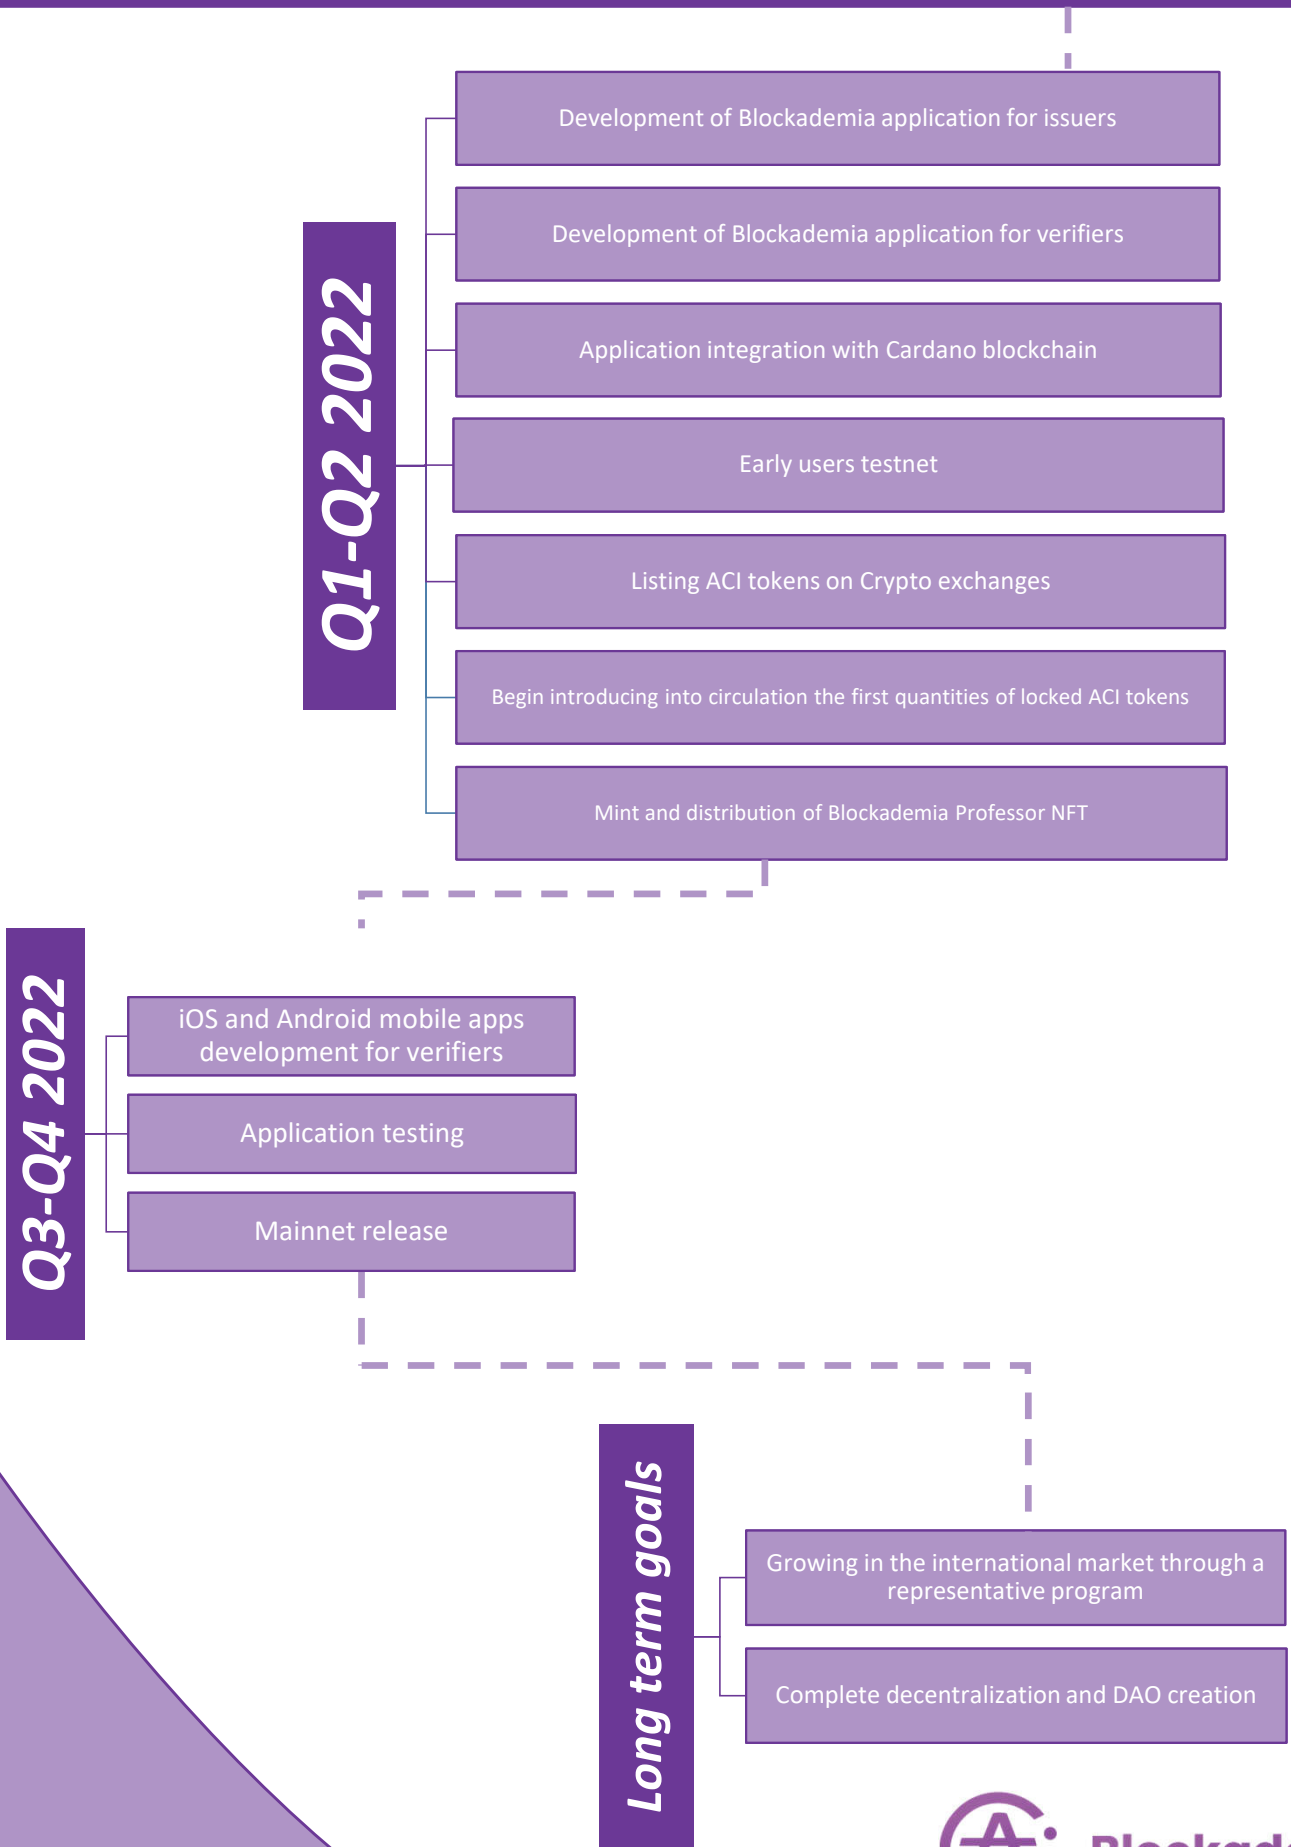 Q1-Q2 2022
Development of Blockademia application for issuers
Development of Blockademia application for verifiers
Application integration with Cardano blockchain
Early users testnet
Listing ACI tokens on Crypto exchanges
Begin introducing into circulation the first quantities of locked ACI tokens
Mint and distribution of Blockademia Professor NFT
Q3-Q4 2022
iOS and Android mobile apps
development for verifiers
Application testing
Mainnet release
Long term goals
Growing in the international market through a
representative program
Complete decentralization and DAO creation